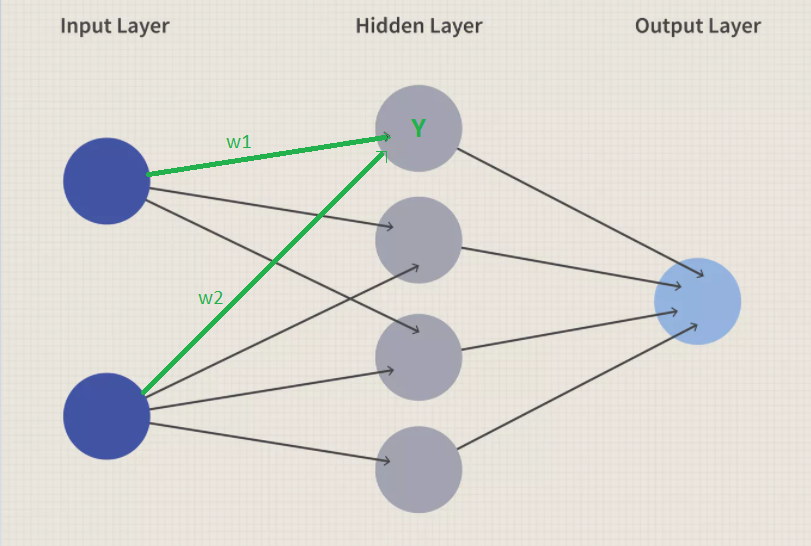 Input Layer
Hidden Layer
Output Layer
w1
Y
w2